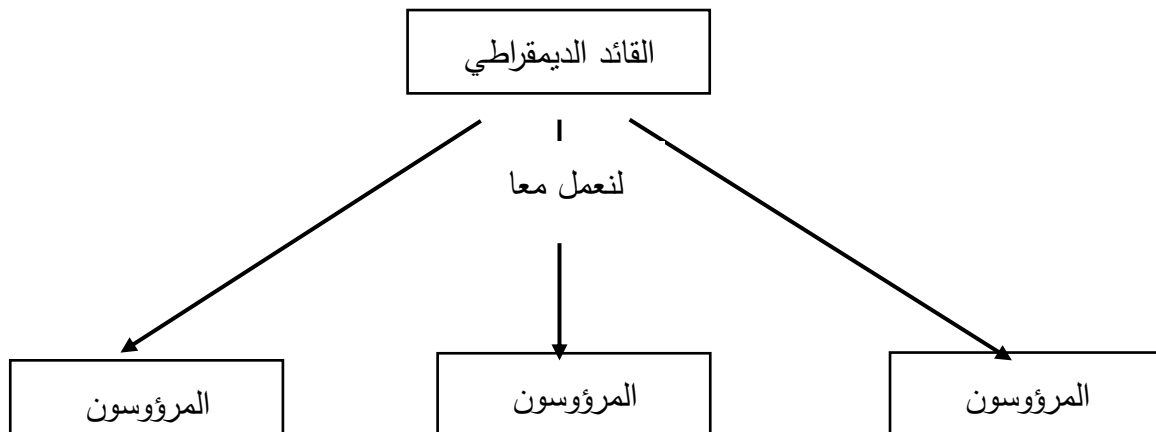 القائد الديمقراطي
لنعمل معا
المرؤوسون
المرؤوسون
المرؤوسون